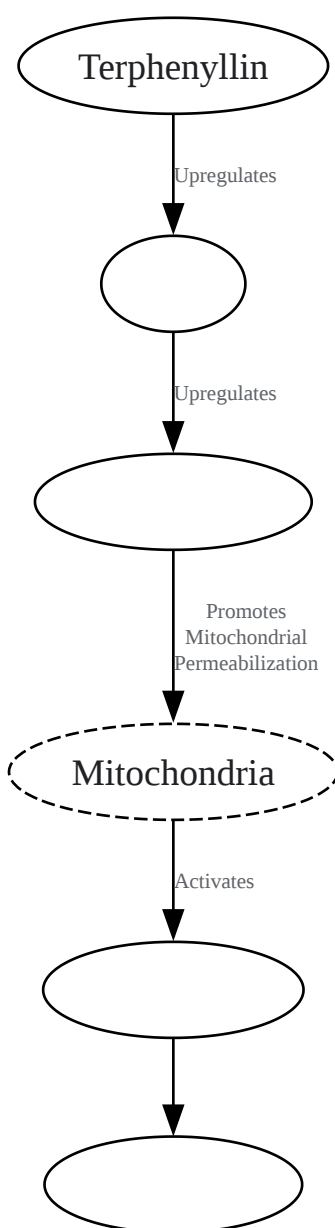 Terphenyllin
Upregulates
Upregulates
Promotes
Mitochondrial
Permeabilization
Mitochondria
Activates